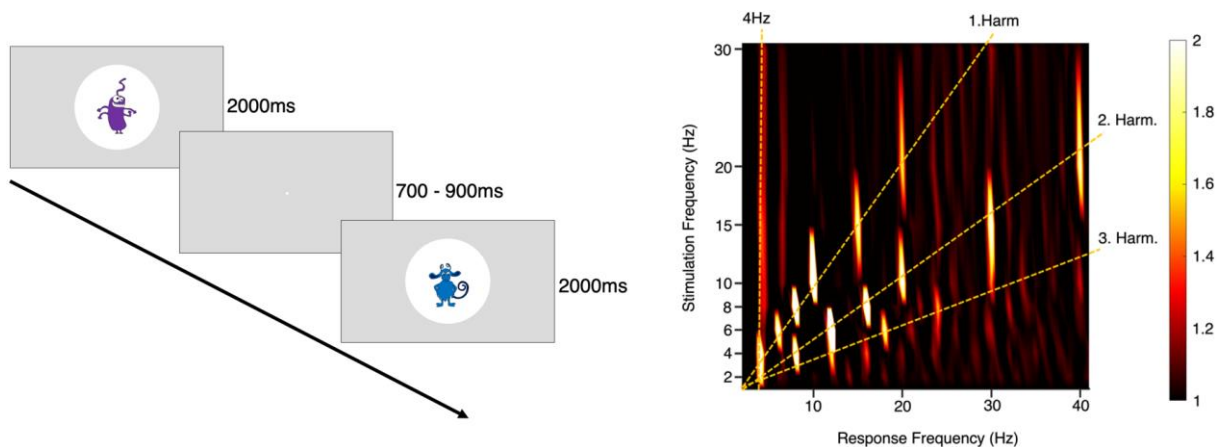 2000ms
700 - 900ms
2000ms
4Hz
1.Harm
2. Harm.
3. Harm.
Stimulation Frequency (Hz)
30
20
15
10
8
6
4
2
10 20 30 40
Response Frequency (Hz)
2
1.8
1.6
1.4
1.2
1